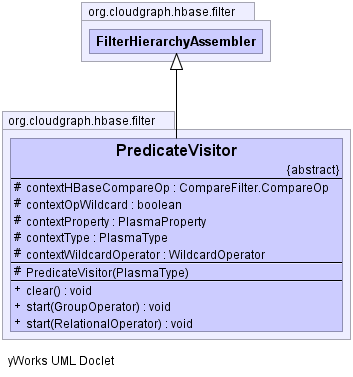 org.cloudgraph.hbase.filter
FilterHierarchyAssembler
org.cloudgraph.hbase.filter
PredicateVisitor
{abstract}
# contextHBaseCompareOp : CompareFilter.CompareOp
# contextOpWildcard : boolean
# contextProperty : PlasmaProperty
# contextType : PlasmaType
# contextWildcardOperator : WildcardOperator
# PredicateVisitor(PlasmaType)
+ clear() : void
+ start(GroupOperator) : void
+ start(RelationalOperator) : void
yWorks UML Doclet